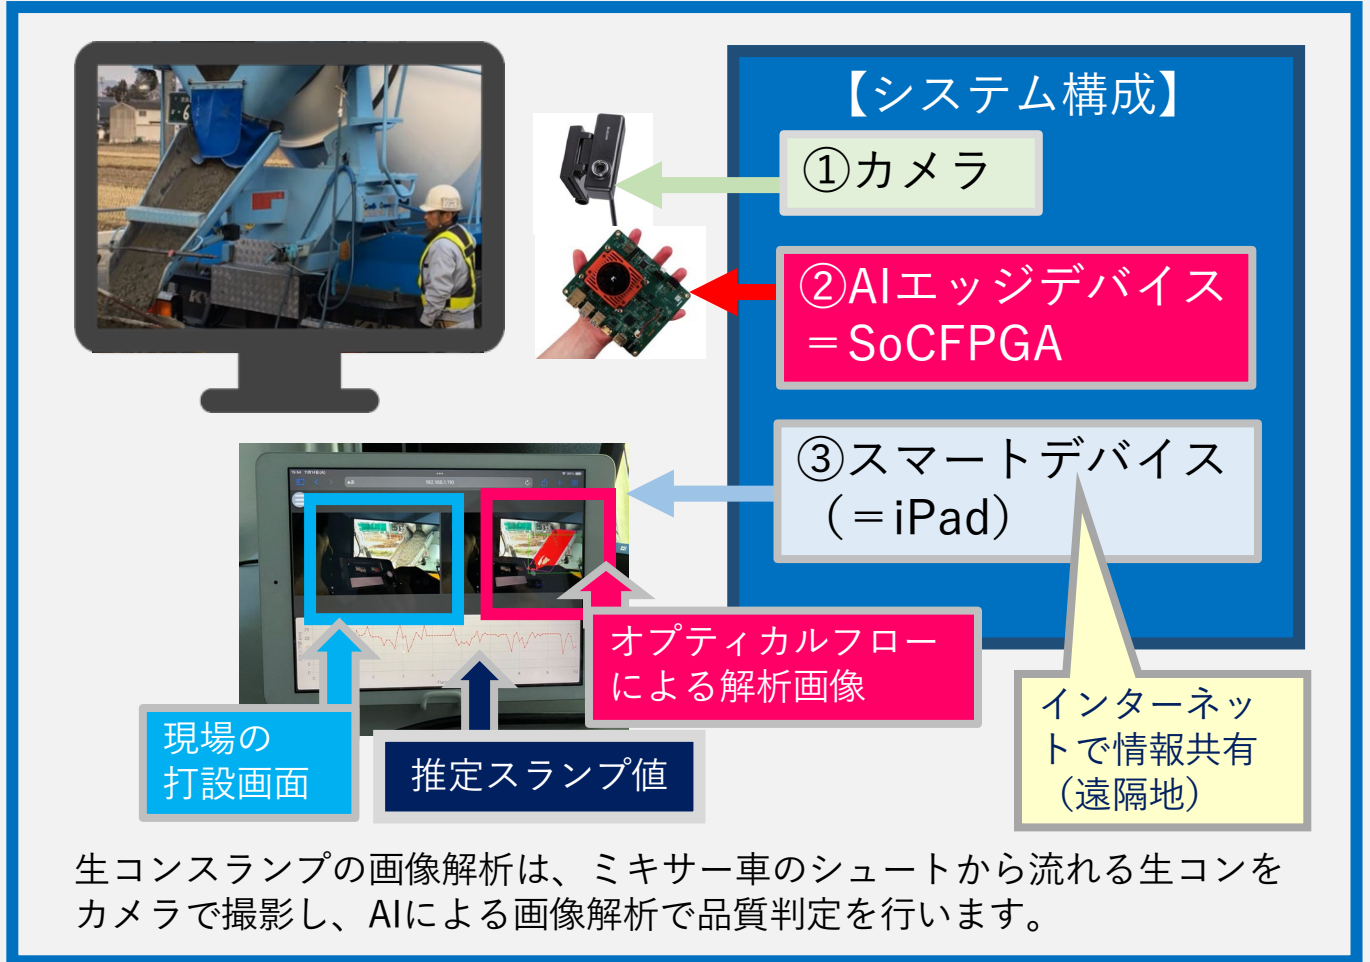 【システム構成】
①カメラ
②AIエッジデバイス
＝SoCFPGA
③スマートデバイス
（＝iPad）
オプティカルフロー
による解析画像
インターネッ
トで情報共有
（遠隔地）
現場の
打設画面
推定スランプ値
生コンスランプの画像解析は、ミキサー車のシュートから流れる生コンを
カメラで撮影し、AIによる画像解析で品質判定を行います。